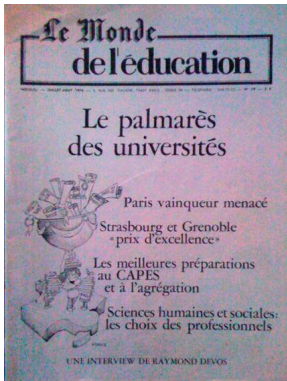 Le Monde
de l'éducation
Le palmarès
des universités
Paris vainqueur menacé
Strasbourg et Grenoble
«prix d'excellence»
Les meilleures préparations
au CAPES
et à l'agrégation
Sciences humaines et sociales:
les choix des professionnels
UNE INTERVIEW DE RAYMOND DEVOS